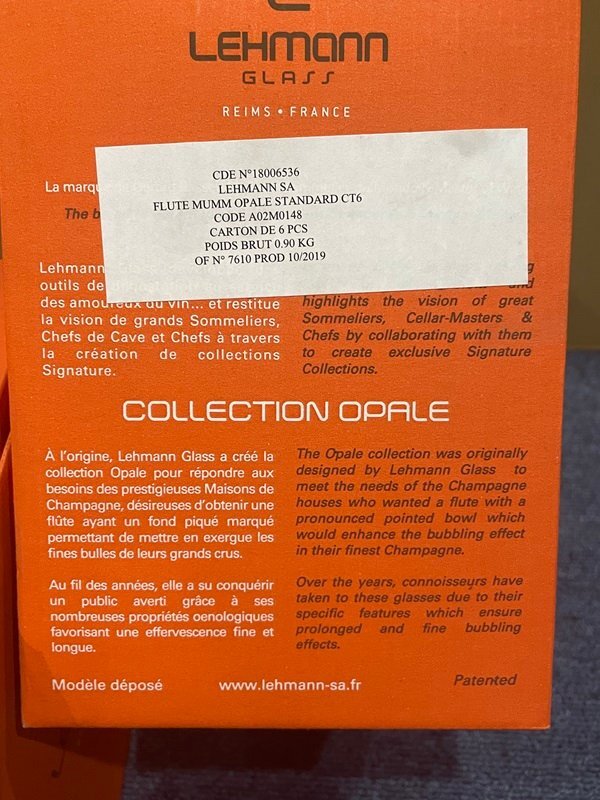 LEHMANN
GLASS
REIMS • FRANCE
CDE N°18006536
LEHMANN SA
FLUTE MUMM OPALE STANDARD CT6
CODE A02M0148
CARTON DE 6 PCS
POIDS BRUT 0.90 KG
OF N° 7610 PROD 10/2019
La marqu
The b
Lehmann
outils de
des amoureux du vin... et restitue
la vision de grands Sommeliers,
Chefs de Cave et Chefs à travers
la création de collections
Signature.
and
highlights the vision of great
Sommeliers, Cellar-Masters &
Chefs by collaborating with them
to create exclusive Signature
Collections.
COLLECTION OPALE
À l'origine, Lehmann Glass a créé la
collection Opale pour répondre aux
besoins des prestigieuses Maisons de
Champagne, désireuses d'obtenir une
flûte ayant un fond piqué marqué
permettant de mettre en exergue les
fines bulles de leurs grands crus.
Au fil des années, elle a su conquérir
un public averti grâce à ses
nombreuses propriétés oenologiques
favorisant une effervescence fine et
longue.
The Opale collection was originally
designed by Lehmann Glass to
meet the needs of the Champagne
houses who wanted a flute with a
pronounced pointed bowl which
would enhance the bubbling effect
in their finest Champagne.
Over the years, connoisseurs have
taken to these glasses due to their
specific features which ensure
prolonged and fine bubbling
effects.
Modèle déposé
www.lehmann-sa.fr
Patented